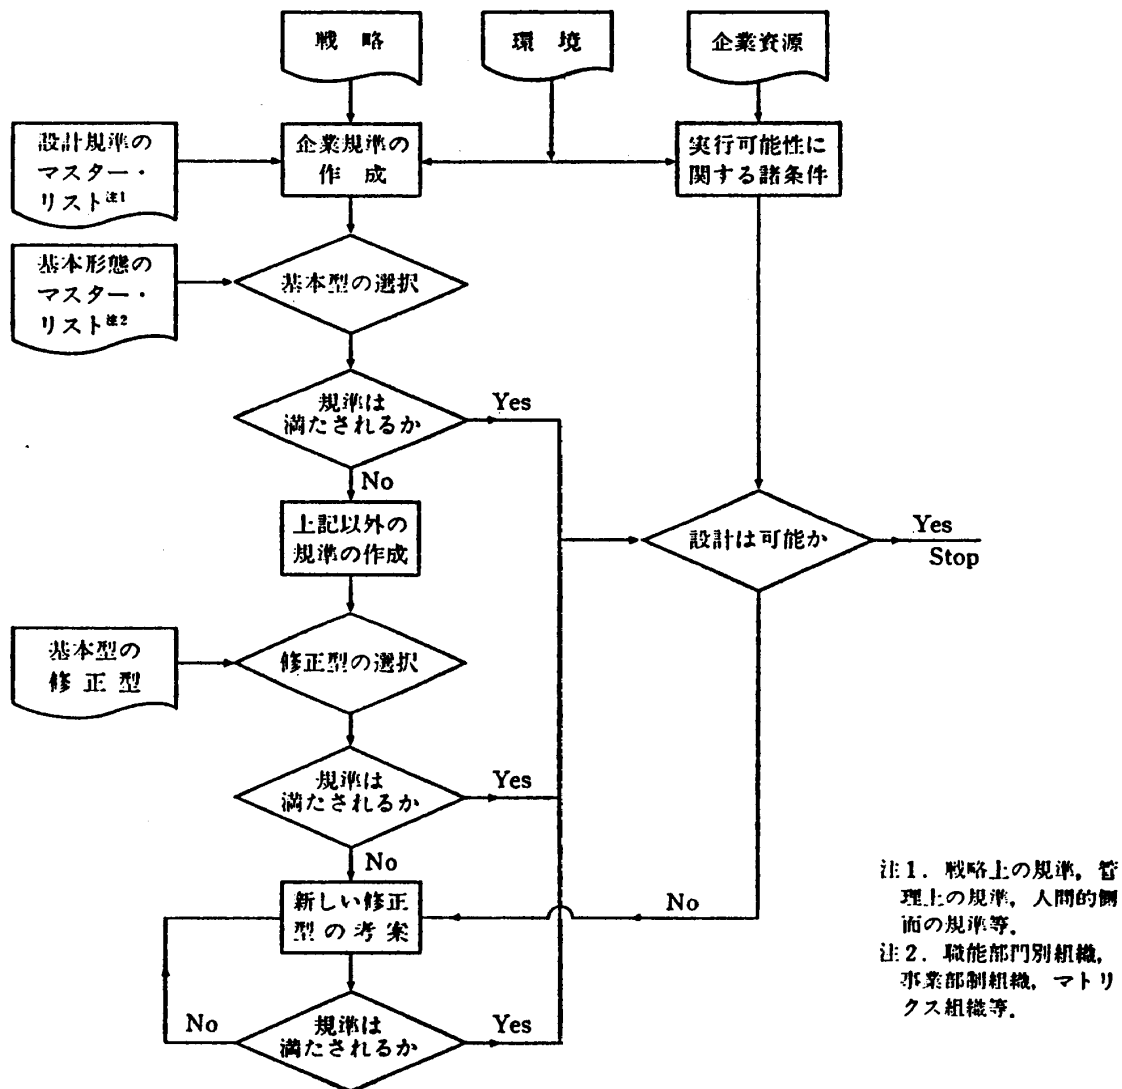 戦略
環境
企業資源
設計規準の
マスター・
リスト注1
企業規準の
作成
実行可能性に
関する諸条件
基本形態の
マスター・
リスト注2
基本型の選択
規準は
満たされるか
Yes
No
上記以外の
規準の作成
設計は可能か
Yes
Stop
基本型の
修正型
修正型の選択
規準は
満たされるか
Yes
No
新しい修正
型の考案
No
規準は
満たされるか
Yes
No
注1. 戦略上の規準, 管
理上の規準, 人間的側
面の規準等.
注2. 職能部門別組織,
事業部制組織, マトリ
クス組織等.